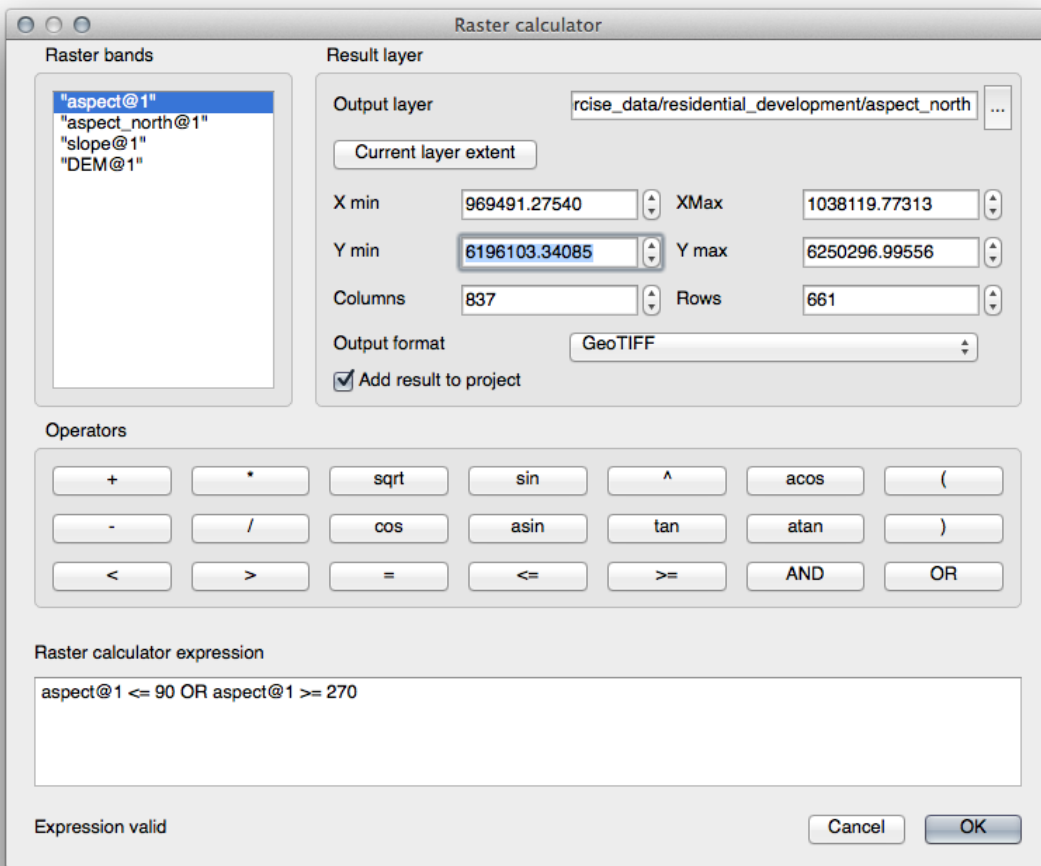 Raster calculator
Raster bands
"aspect@1"
"aspect_north@1"
"slope@1"
"DEM@1"
Result layer
Output layer
rcise_data/residential_development/aspect_north
...
Current layer extent
X min
969491.27540
XMax
1038119.77313
Y min
6196103.34085
Y max
6250296.99556
Columns
837
Rows
661
Output format
GeoTIFF
Add result to project
Operators
+ * sqrt sin ^ acos (
- / cos asin tan atan )
< > = <= >= AND OR
Raster calculator expression
aspect@1 <= 90 OR aspect@1 >= 270
Expression valid
Cancel
OK